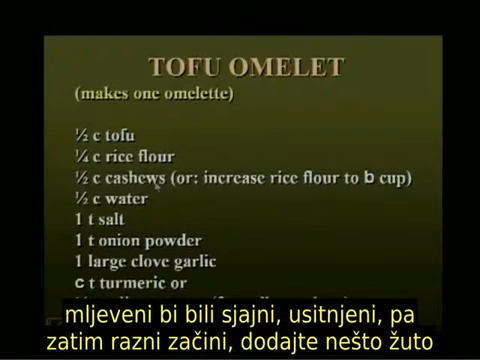 TOFU OMELET
(makes one omelette)
½ c tofu
¼ c rice flour
½ c cashews (or: increase rice flour to b cup)
½ c water
1 t salt
1 t onion powder
1 large clove garlic
c t turmeric or
mljeveni bi bili sjajni, usitnjeni, pa
zatim razni začini, dodajte nešto žuto